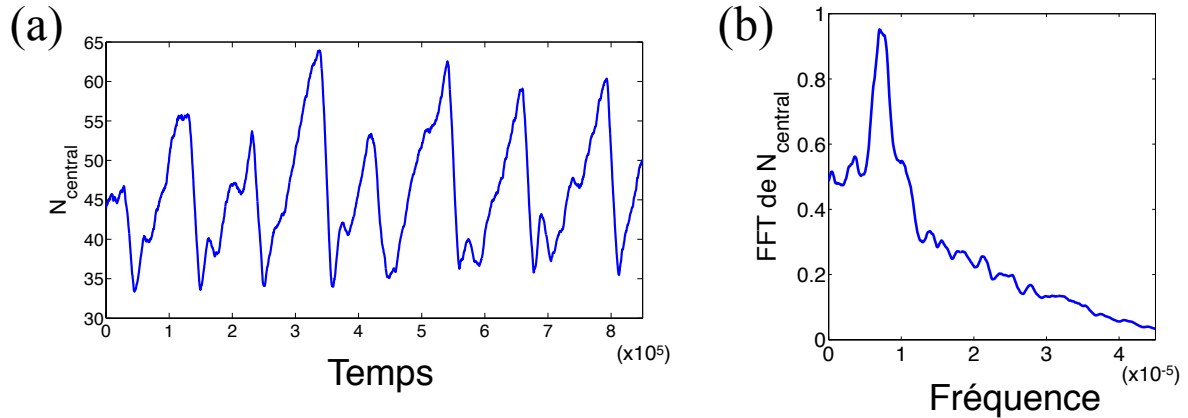 (a)
65
60
55
50
45
40
35
30
N_central
0 1 2 3 4 5 6 7 8
(x10⁵)
Temps
(b)
1
0.8
0.6
0.4
0.2
0
FFT de N_central
0 1 2 3 4
(x10⁻⁵)
Fréquence